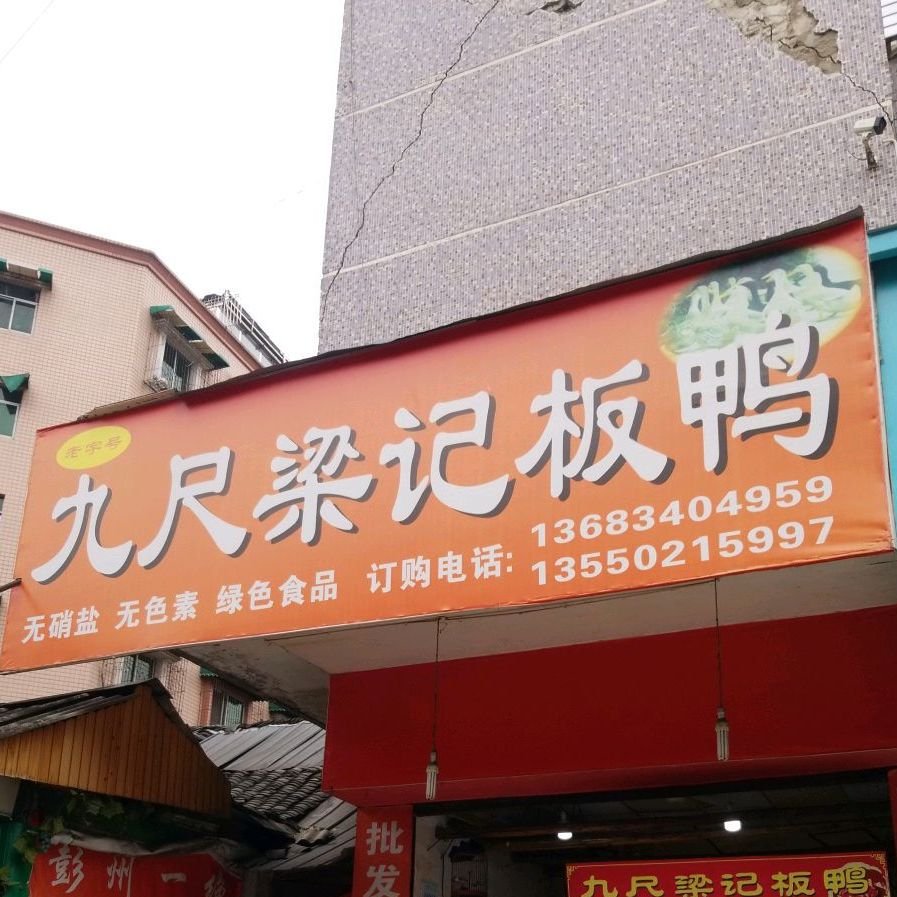 老字号
九尺梁记板鸭
无硝盐 无色素 绿色食品 订购电话:
13683404959
13550215997
彭州一
批发
九尺梁记板鸭